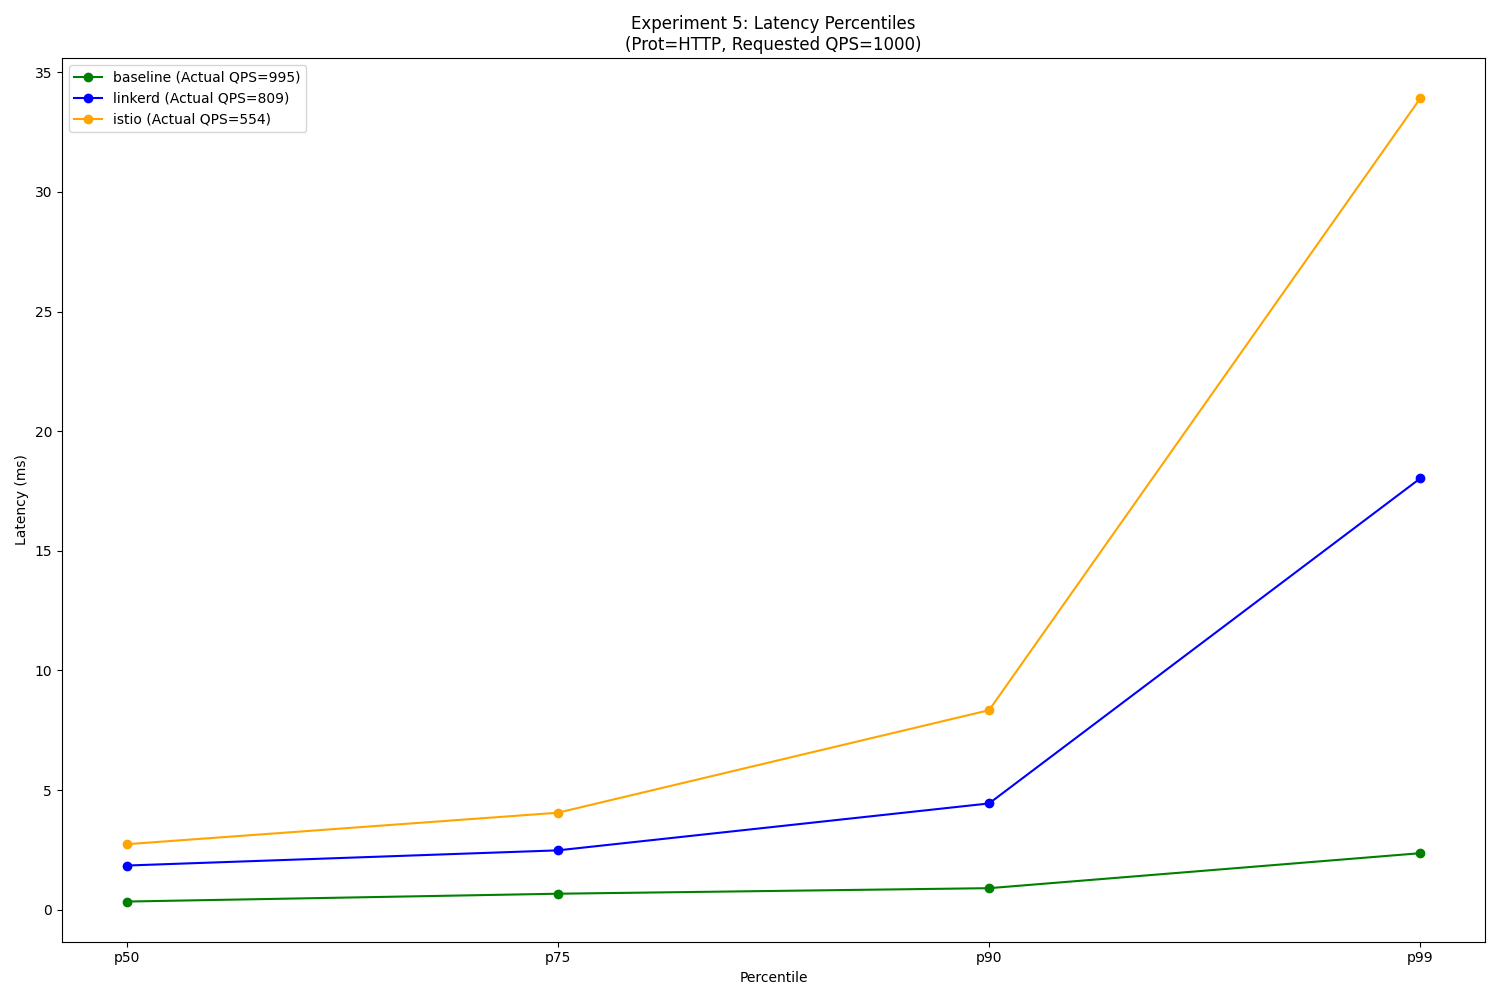 Experiment 5: Latency Percentiles
(Prot=HTTP, Requested QPS=1000)
baseline (Actual QPS=995)
linkerd (Actual QPS=809)
istio (Actual QPS=554)
Latency (ms)
35
30
25
20
15
10
5
0
p50 p75 p90 p99
Percentile